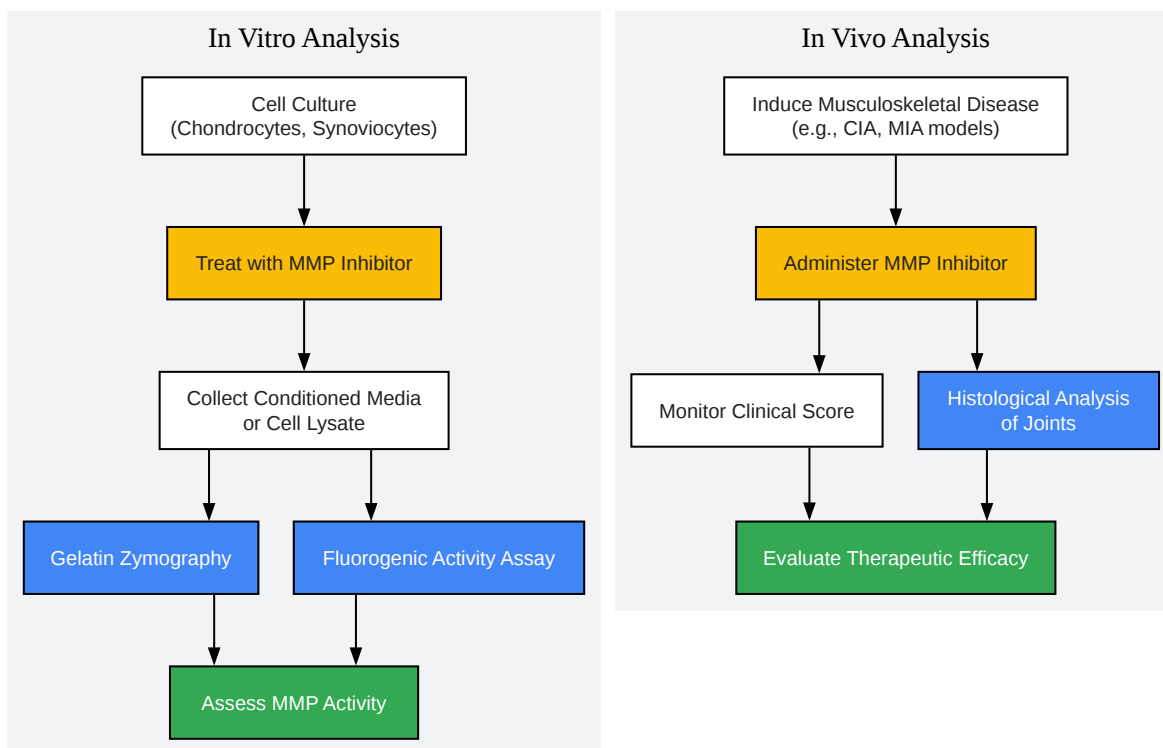 In Vitro Analysis
Cell Culture
(Chondrocytes, Synoviocytes)
Treat with MMP Inhibitor
Collect Conditioned Media
or Cell Lysate
Gelatin Zymography
Fluorogenic Activity Assay
Assess MMP Activity
In Vivo Analysis
Induce Musculoskeletal Disease
(e.g., CIA, MIA models)
Administer MMP Inhibitor
Monitor Clinical Score
Histological Analysis
of Joints
Evaluate Therapeutic Efficacy